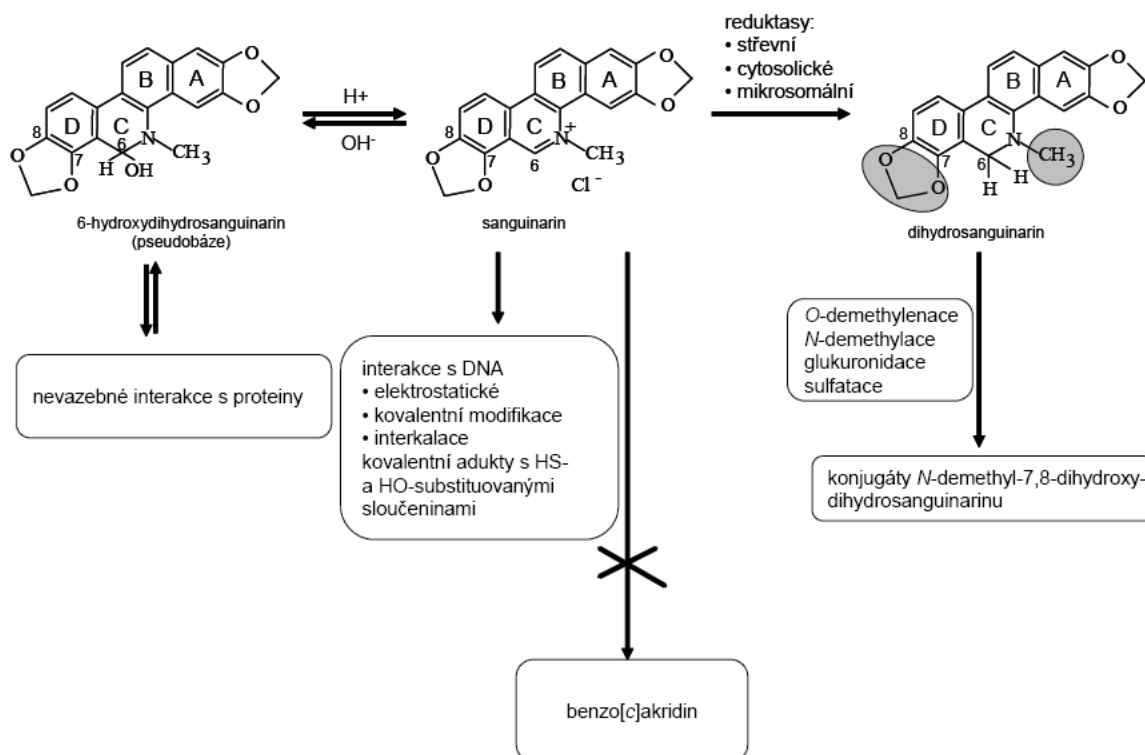 reduktasy:
• střevní
• cytosolické
• mikrosomální
O
O
B
A
D
C
8
7
6
N
CH3
H
OH
O
O
6-hydroxydihydrosanguinarin
(pseudobáze)
H+
OH-
O
O
B
A
D
C
8
7
6
N
+
CH3
Cl -
O
O
sanguinarin
O
O
B
A
D
C
8
7
6
N
CH3
H
H
O
O
dihydrosanguinarin
nevazebné interakce s proteiny
interakce s DNA
• elektrostatické
• kovalentní modifikace
• interkalace
kovalentní adukty s HS-
a HO-substituovanými
sloučeninami
O-demethylenace
N-demethylace
glukuronidace
sulfatace
konjugáty N-demethyl-7,8-dihydroxy-
dihydrosanguinarinu
benzo[c]akridin